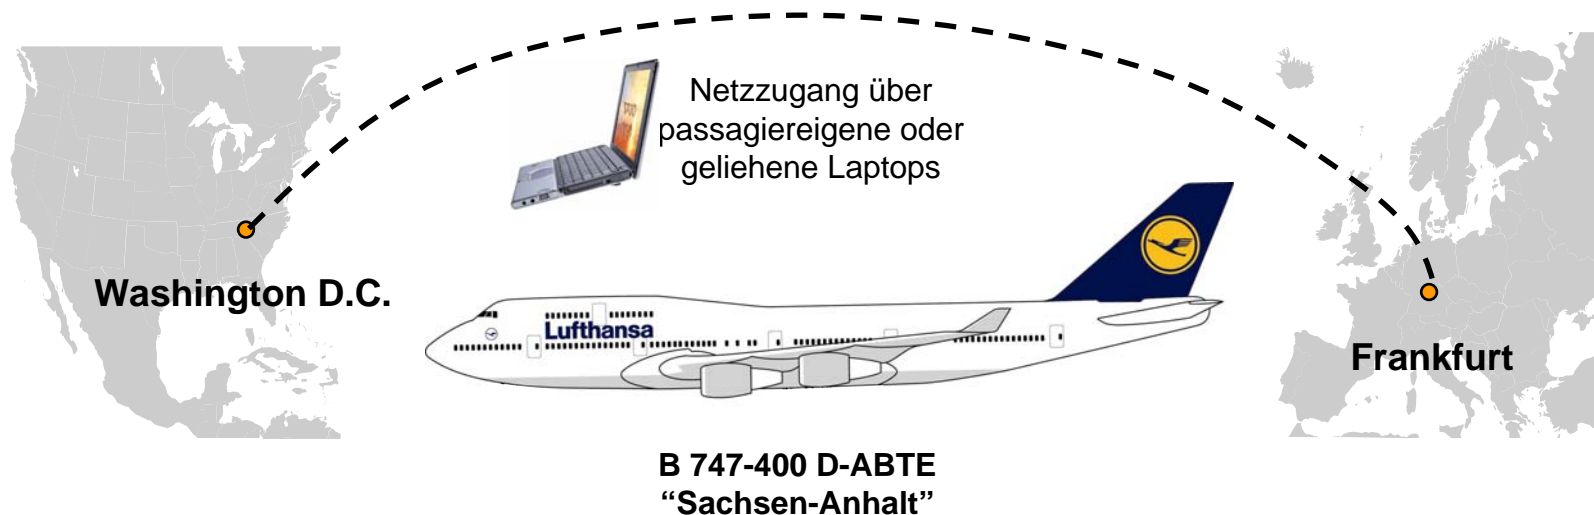 Netzzugang über
passagiereigene oder
geliehene Laptops
Washington D.C.
Lufthansa
Frankfurt
B 747-400 D-ABTE
“Sachsen-Anhalt”